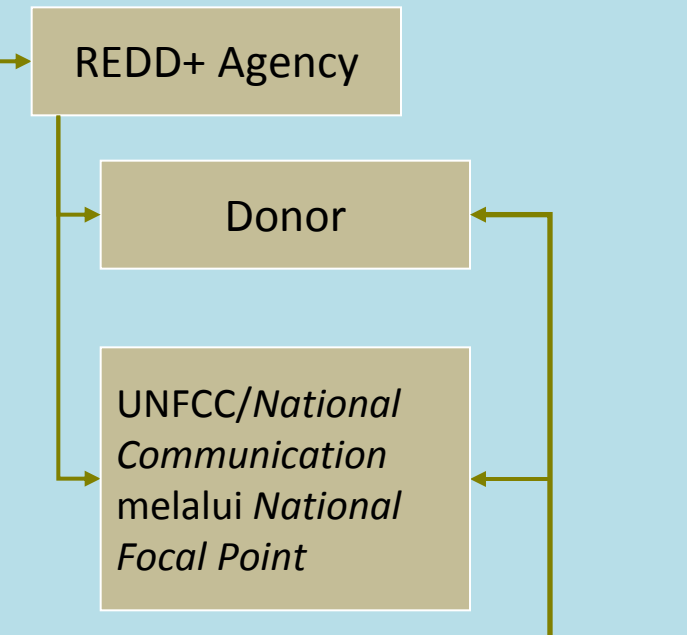 REDD+ Agency
Donor
UNFCC/National
Communication
melalui National
Focal Point